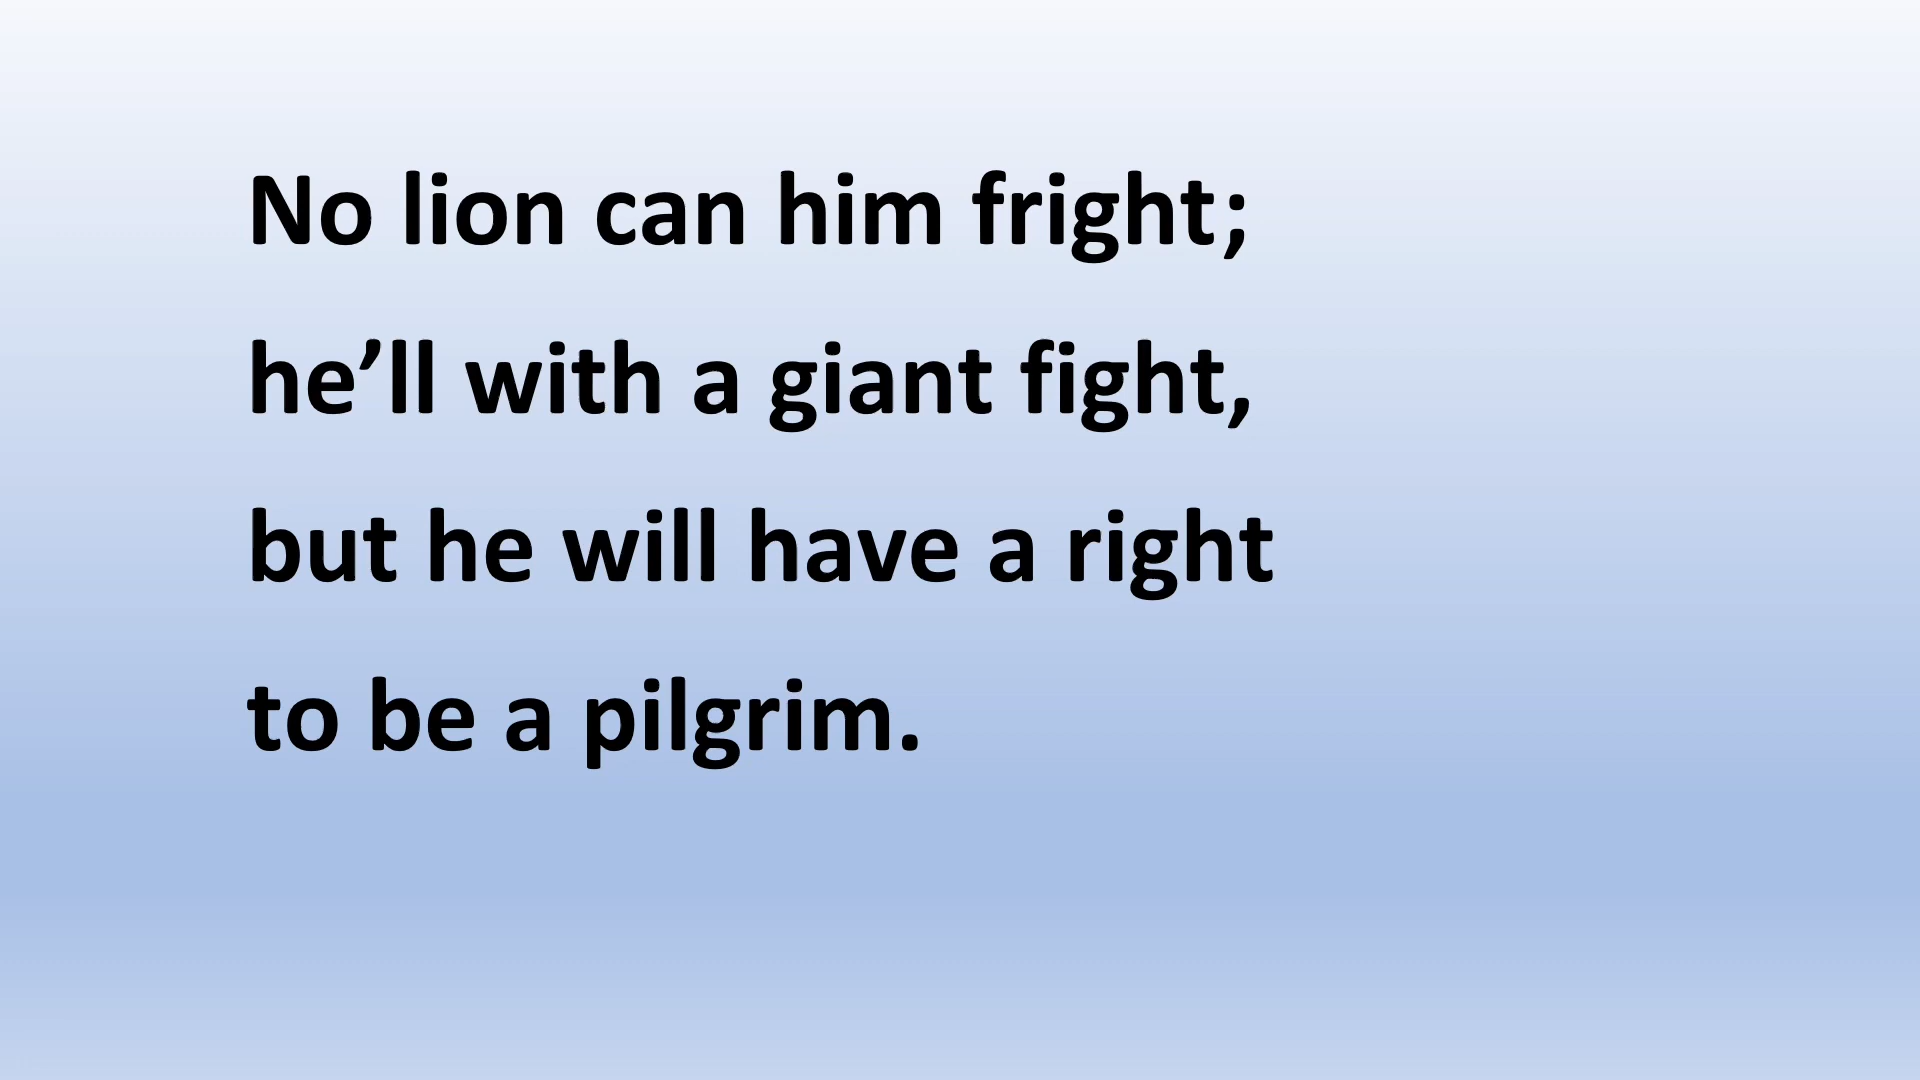 No lion can him fright;
he’ll with a giant fight,
but he will have a right
to be a pilgrim.